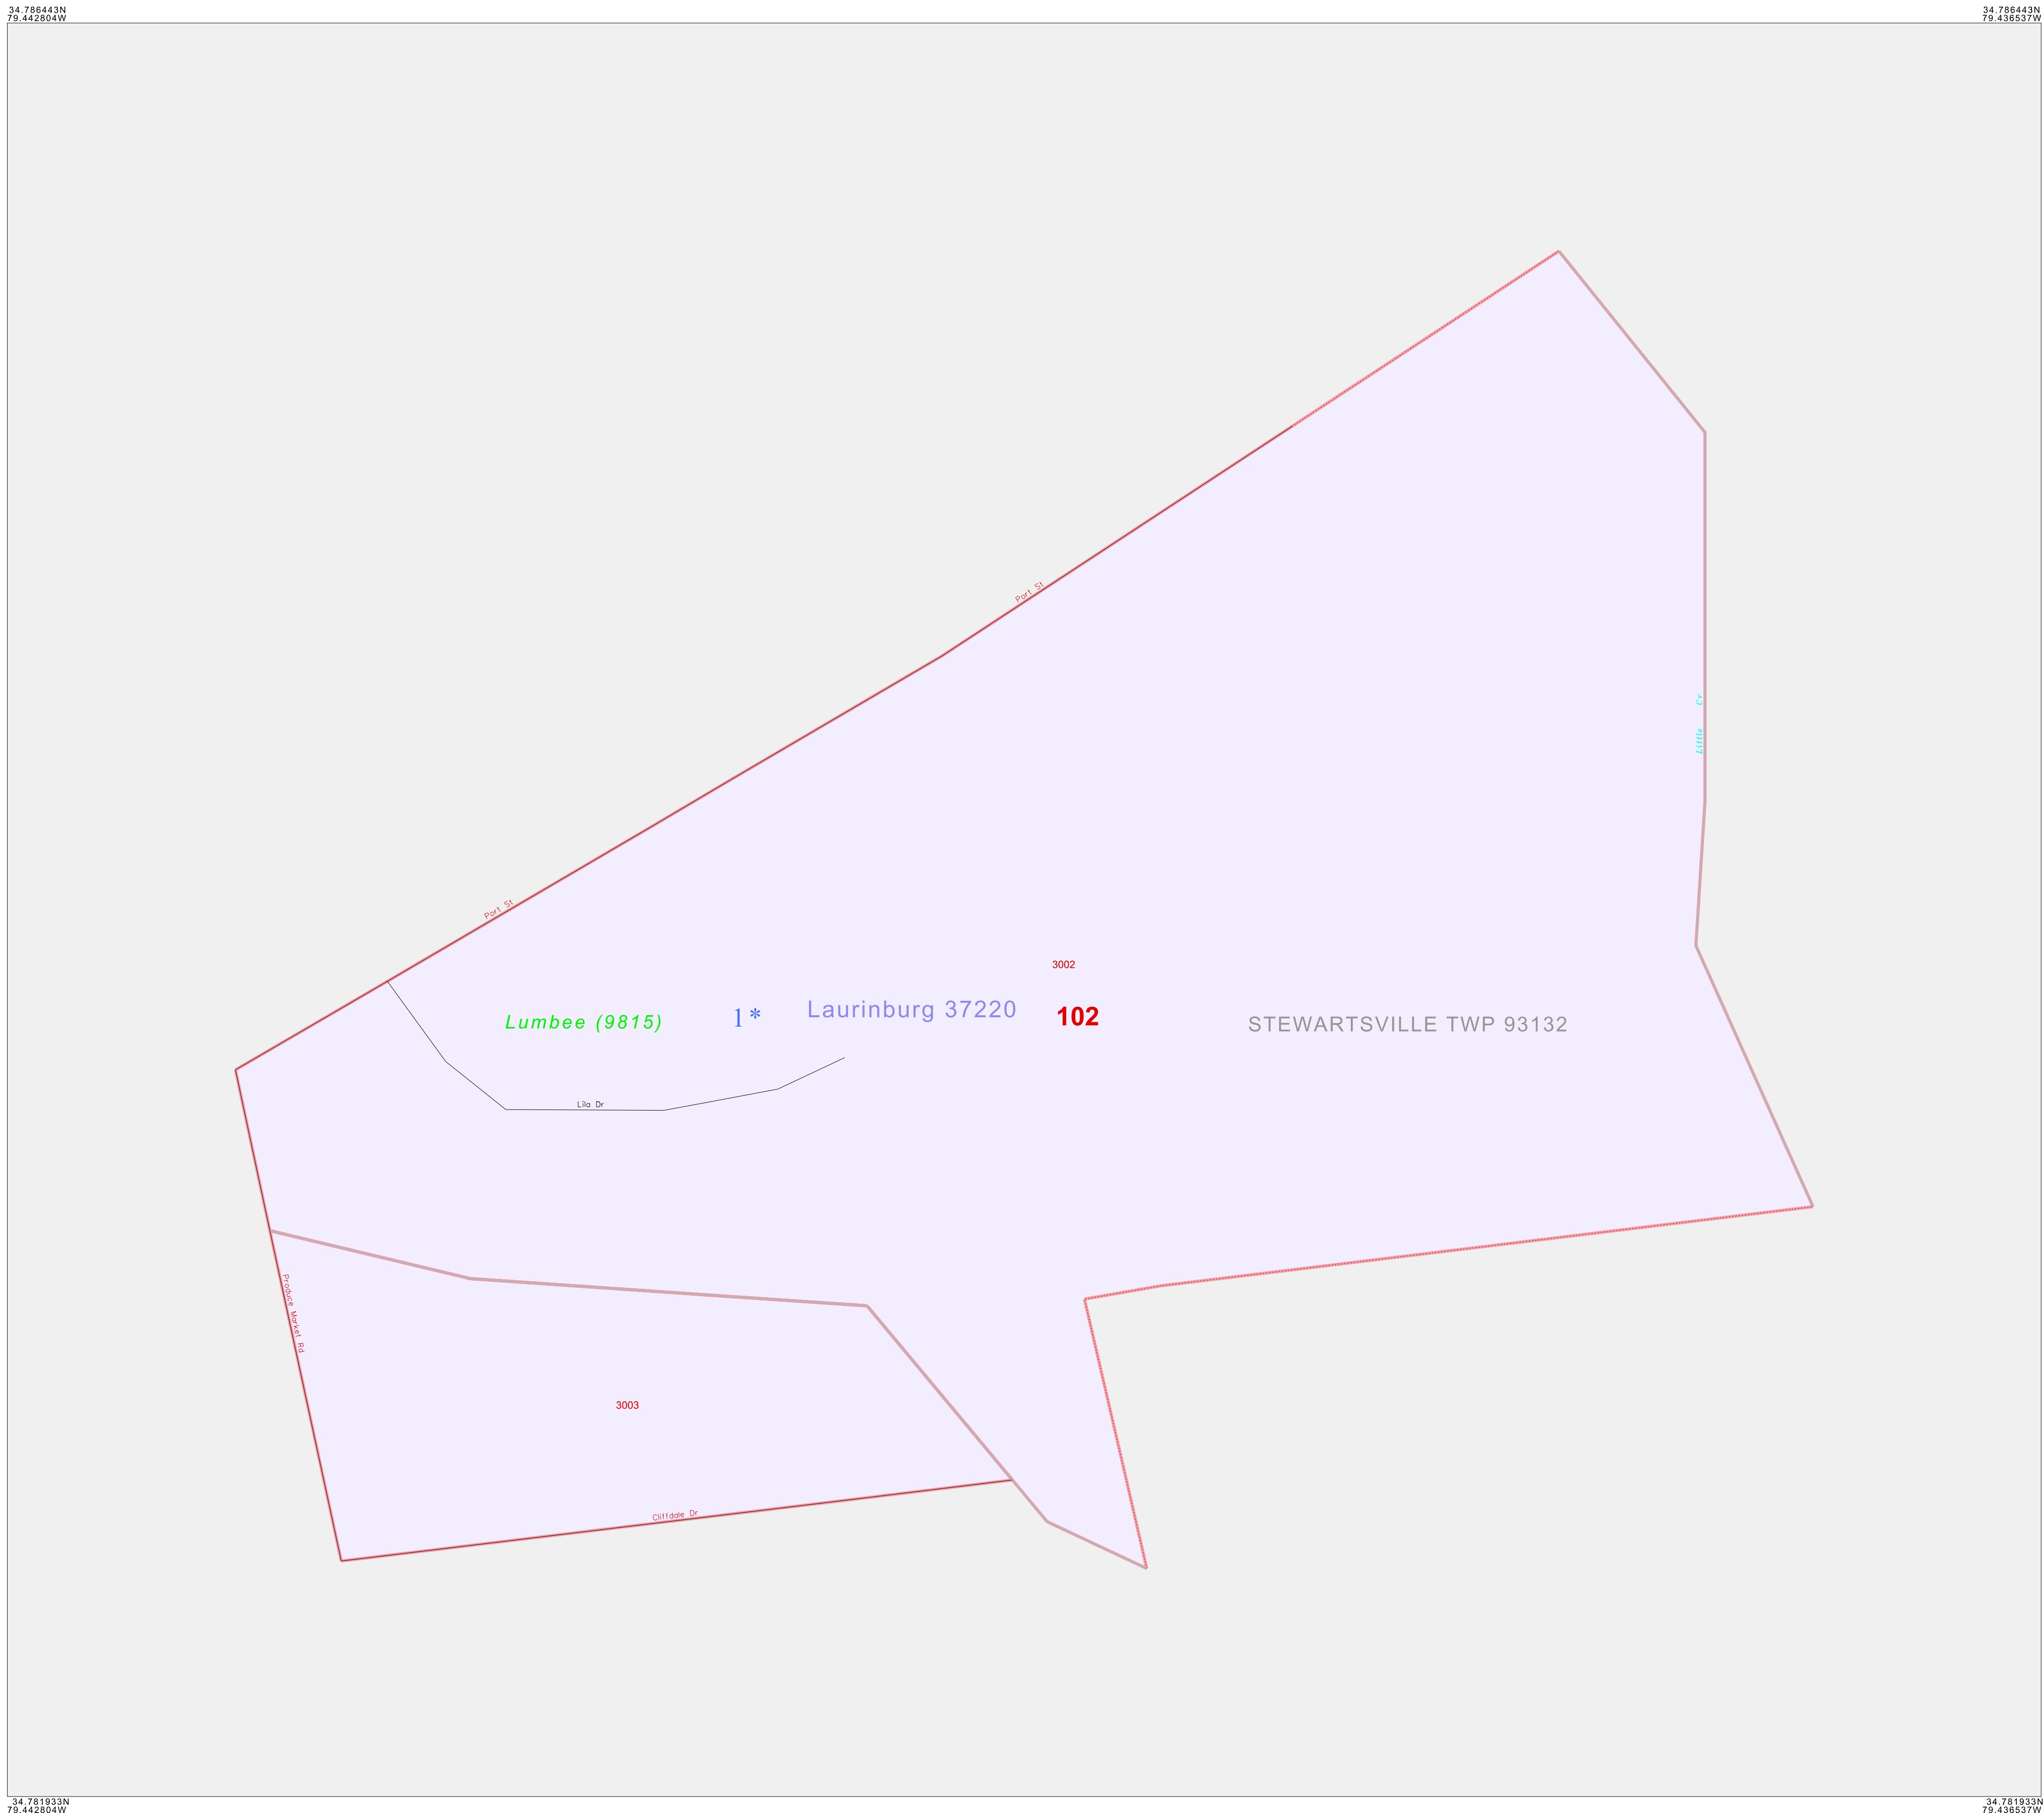 34.786443N
79.442804W
34.786443N
79.436537W
Port St
Little Cr
Port St
3002
Lumbee (9815)
1*
Laurinburg 37220
102
STEWARTSVILLE TWP 93132
Lila Dr
Produce Market Rd
3003
Cliffdale Dr
34.781933N
79.442804W
34.781933N
79.436537W